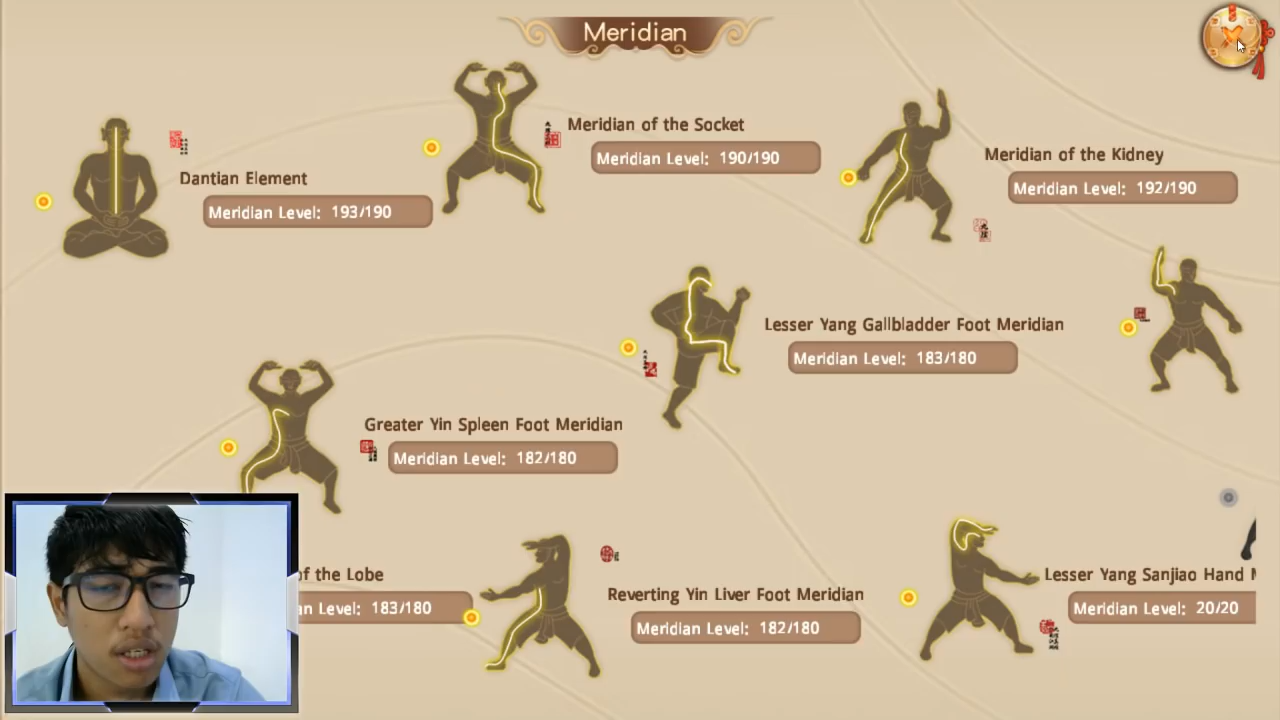 Meridian
Meridian of the Socket
Meridian Level: 190/190
Meridian of the Kidney
Meridian Level: 192/190
Dantian Element
Meridian Level: 193/190
Lesser Yang Gallbladder Foot Meridian
Meridian Level: 183/180
Greater Yin Spleen Foot Meridian
Meridian Level: 182/180
of the Lobe
Level: 183/180
Reverting Yin Liver Foot Meridian
Meridian Level: 182/180
Lesser Yang Sanjiao Hand
Meridian Level: 20/20